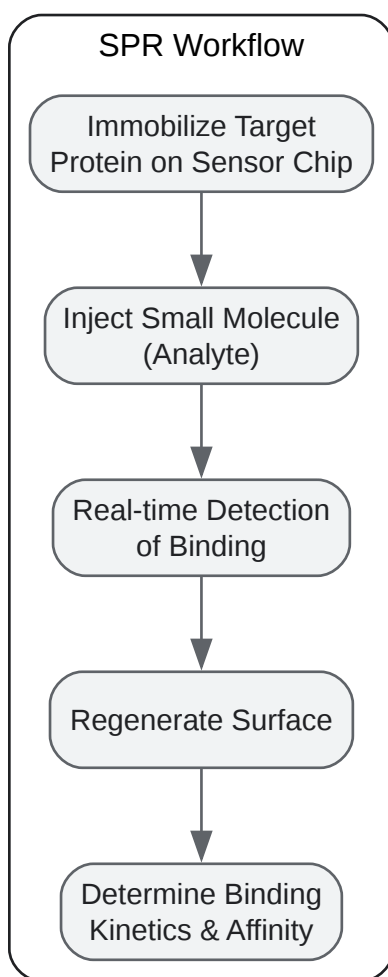 SPR Workflow
Immobilize Target
Protein on Sensor Chip
Inject Small Molecule
(Analyte)
Real-time Detection
of Binding
Regenerate Surface
Determine Binding
Kinetics & Affinity